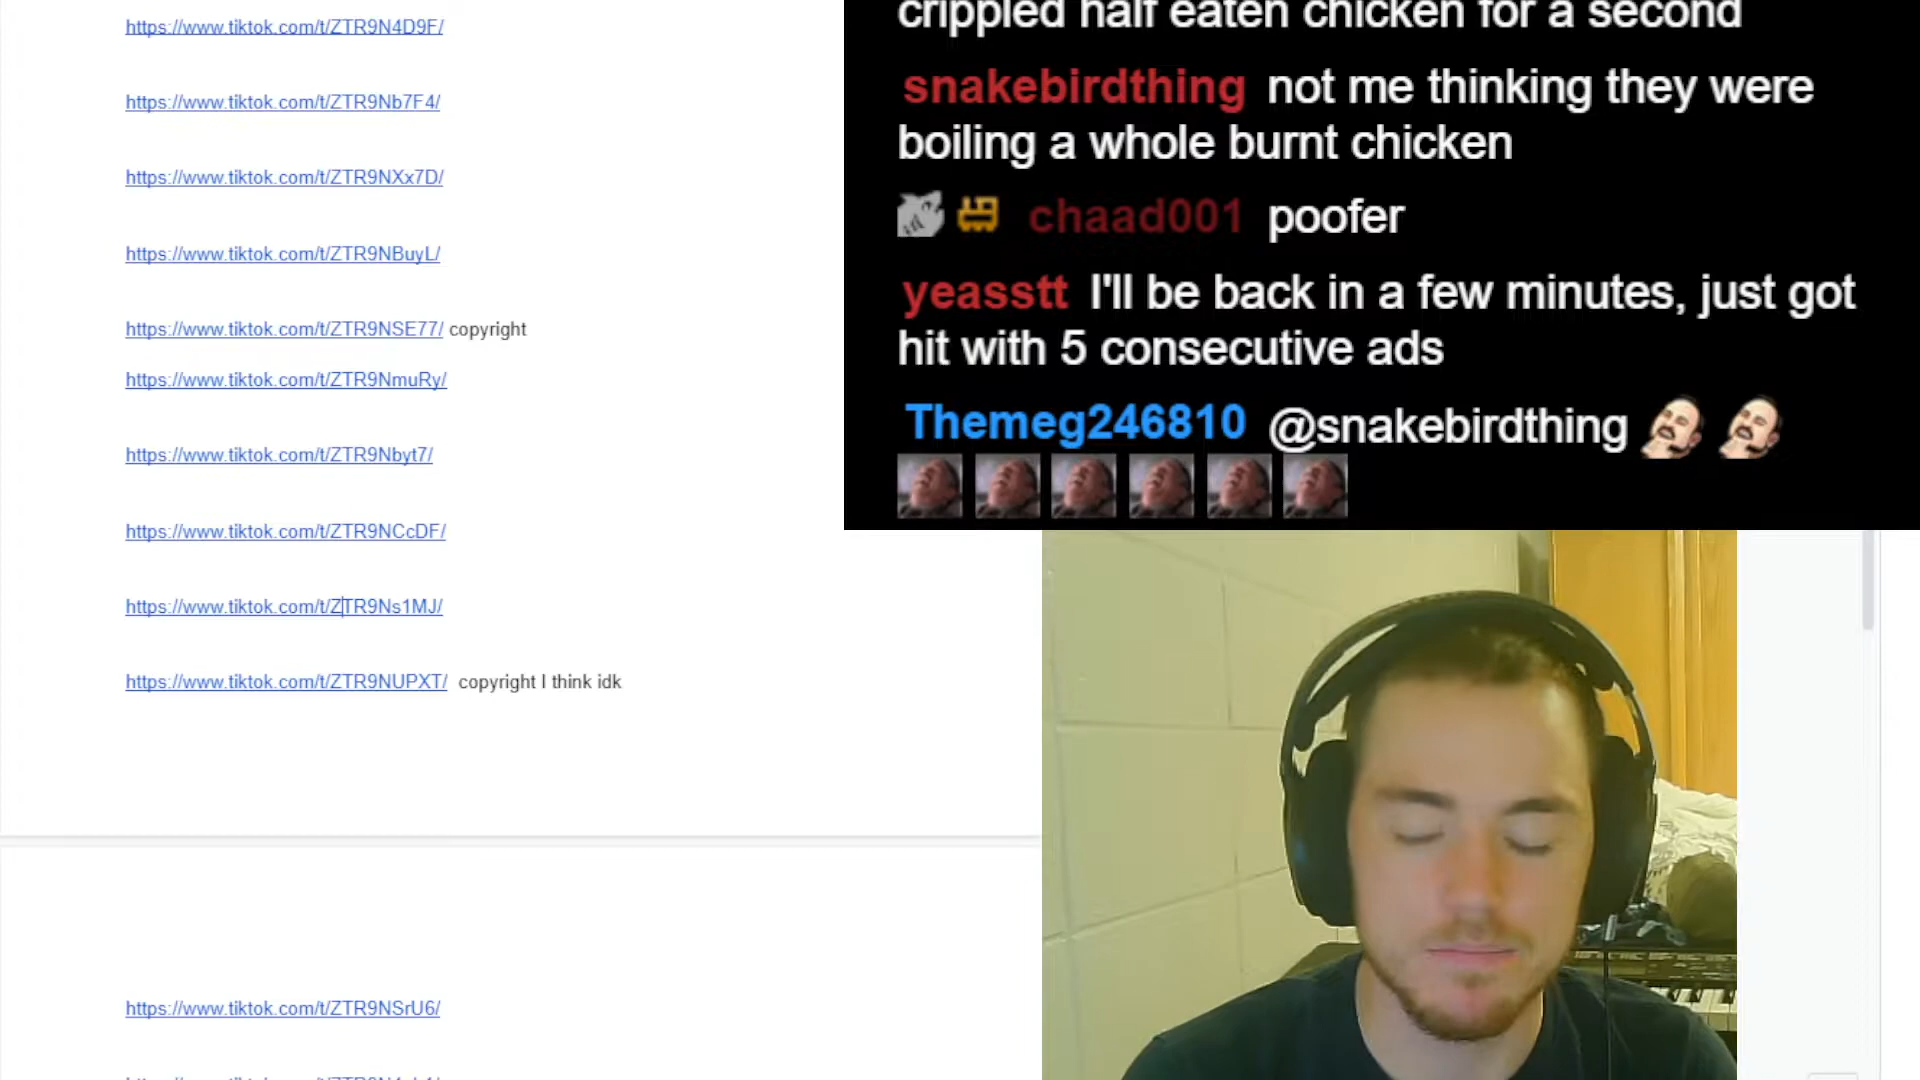 https://www.tiktok.com/t/ZTR9N4D9F/
https://www.tiktok.com/t/ZTR9Nb7F4/
https://www.tiktok.com/t/ZTR9NXx7D/
https://www.tiktok.com/t/ZTR9NBuyL/
https://www.tiktok.com/t/ZTR9NSE77/ copyright
https://www.tiktok.com/t/ZTR9NmuRy/
https://www.tiktok.com/t/ZTR9Nbyt7/
https://www.tiktok.com/t/ZTR9NCcDF/
https://www.tiktok.com/t/ZTR9Ns1MJ/
https://www.tiktok.com/t/ZTR9NUPXT/ copyright I think idk
https://www.tiktok.com/t/ZTR9NSrU6/
crippled half eaten chicken for a second
snakebirdthing not me thinking they were
boiling a whole burnt chicken
chaad001 poofer
yeasstt I'll be back in a few minutes, just got
hit with 5 consecutive ads
Themeg246810 @snakebirdthing